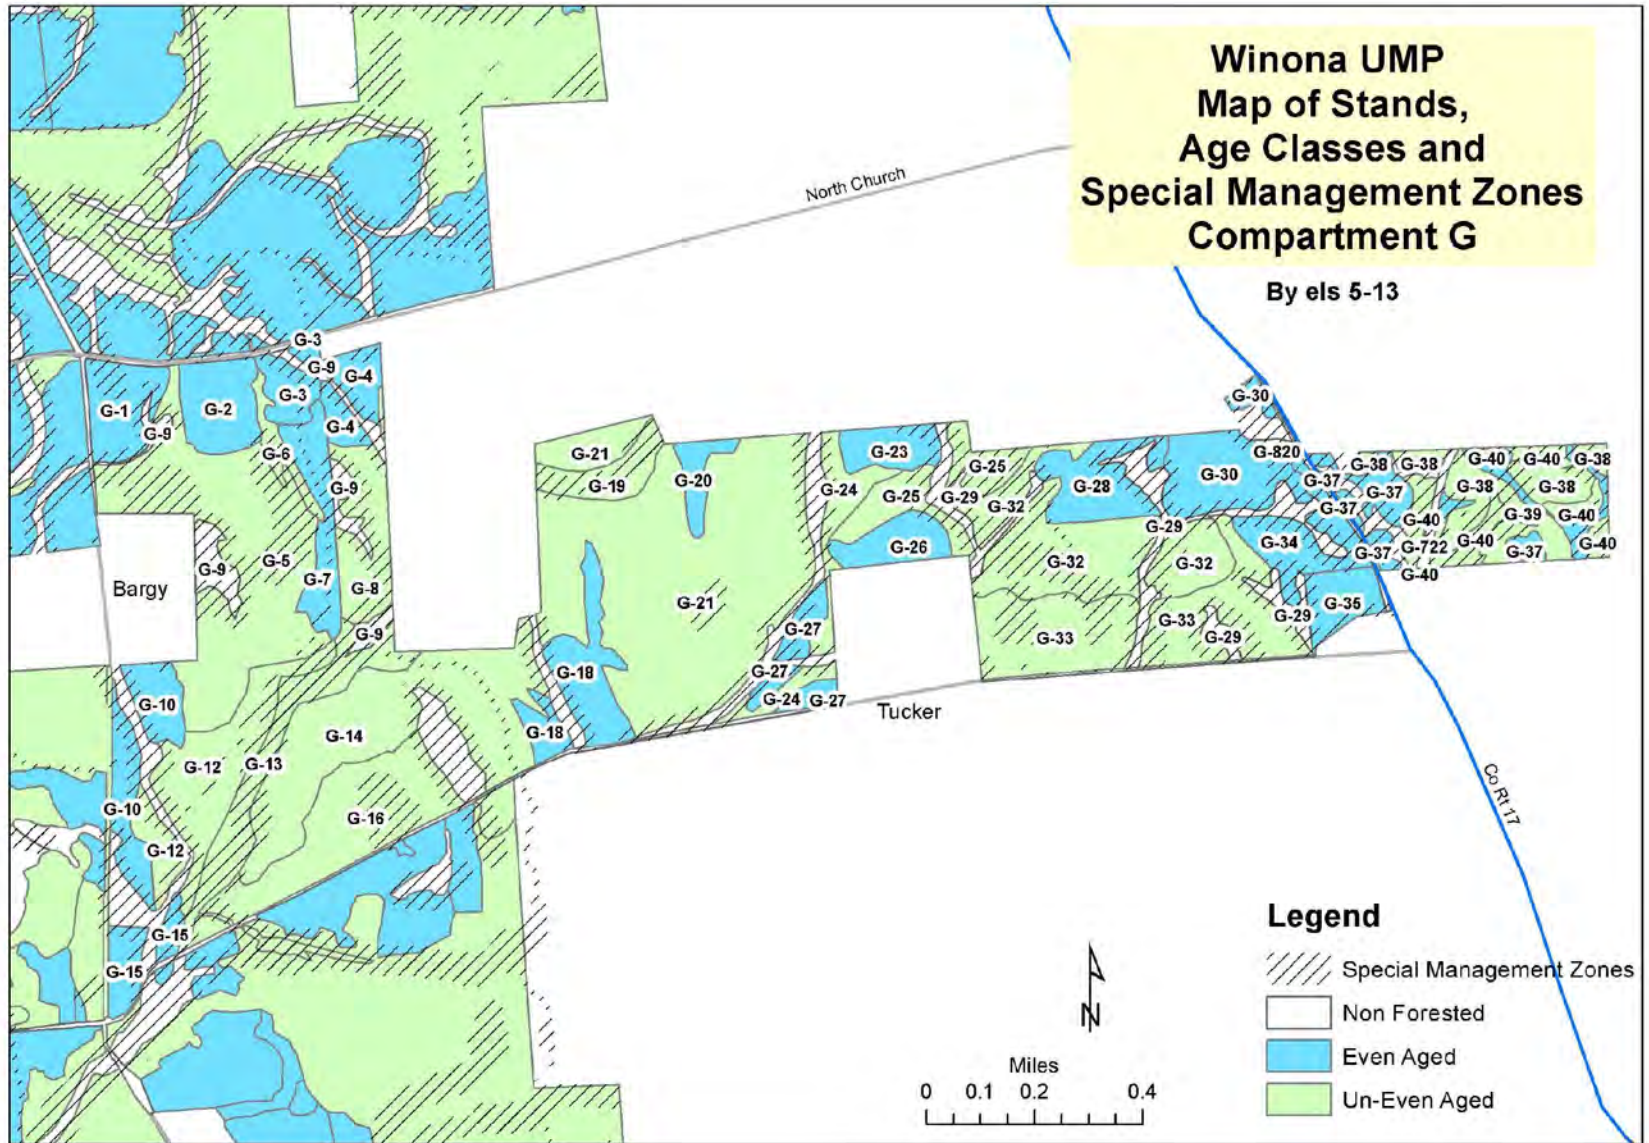 Winona UMP
Map of Stands,
Age Classes and
Special Management Zones
Compartment G
By els 5-13
North Church
G-3
G-9
G-4
G-3
G-1
G-2
G-9
G-4
G-6
G-9
G-5
G-9
G-7
G-8
G-9
Bargy
G-10
G-14
G-12
G-13
G-10
G-16
G-12
G-15
G-15
G-21
G-19
G-20
G-23
G-24
G-25
G-25
G-29
G-32
G-26
G-21
G-27
G-18
G-27
G-24
G-27
G-18
Tucker
G-28
G-29
G-30
G-30
G-820
G-32
G-32
G-34
G-33
G-33
G-29
G-29
G-35
G-37
G-38
G-38
G-40
G-40
G-38
G-37
G-38
G-38
G-37
G-40
G-39
G-40
G-37
G-722
G-40
G-37
G-40
G-40
Co Rt 17
Legend
Special Management Zones
Non Forested
Even Aged
Un-Even Aged
N
Miles
0 0.1 0.2 0.4